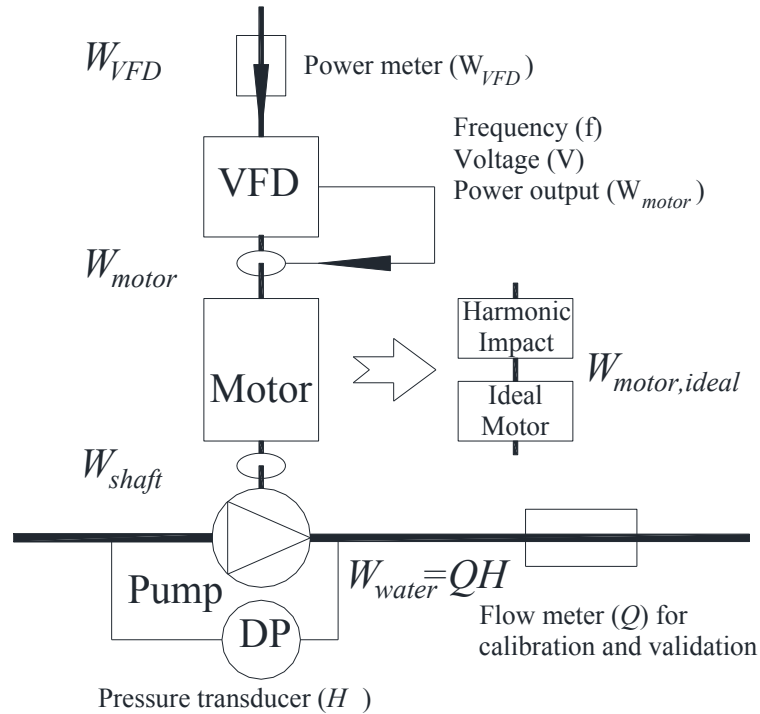 W_VFD
Power meter (W_VFD)
VFD
Frequency (f)
Voltage (V)
Power output (W_motor)
W_motor
Motor
Harmonic
Impact
Ideal
Motor
W_motor,ideal
W_shaft
Pump
W_water=QH
DP
Flow meter (Q) for
calibration and validation
Pressure transducer (H )